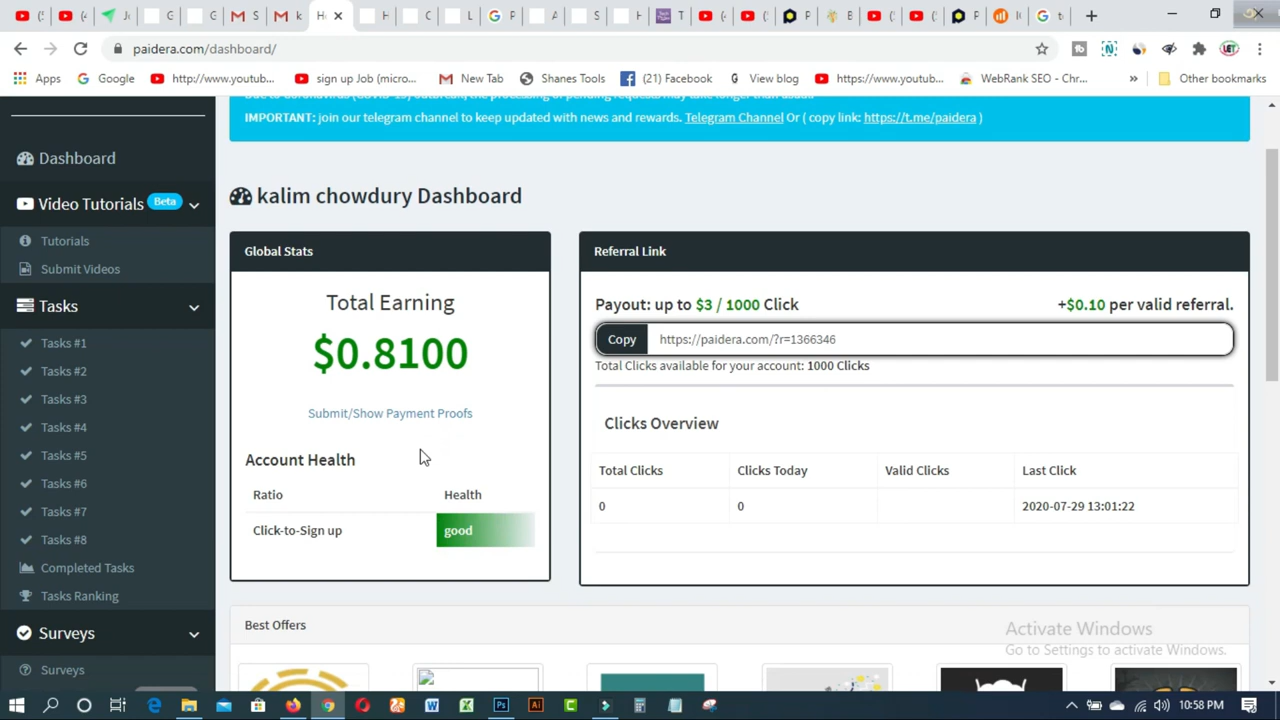 paidera.com/dashboard/
Apps
Google
http://www.youtub...
sign up Job (micro...
New Tab
Shanes Tools
(21) Facebook
View blog
https://www.youtub...
WebRank SEO - Chr...
Other bookmarks
IMPORTANT: join our telegram channel to keep updated with news and rewards. Telegram Channel Or ( copy link: https://t.me/paidera )
Dashboard
Video Tutorials Beta
Tutorials
Submit Videos
Tasks
Tasks #1
Tasks #2
Tasks #3
Tasks #4
Tasks #5
Tasks #6
Tasks #7
Tasks #8
Completed Tasks
Tasks Ranking
Surveys
Surveys
kalim chowdury Dashboard
Global Stats
Total Earning
$0.8100
Submit/Show Payment Proofs
Account Health
Ratio Health
Click-to-Sign up good
Referral Link
Payout: up to $3 / 1000 Click +$0.10 per valid referral.
Copy https://paidera.com/?r=1366346
Total Clicks available for your account: 1000 Clicks
Clicks Overview
Total Clicks Clicks Today Valid Clicks Last Click
0 0 2020-07-29 13:01:22
Best Offers
Activate Windows
Go to Settings to activate Windows.
10:58 PM